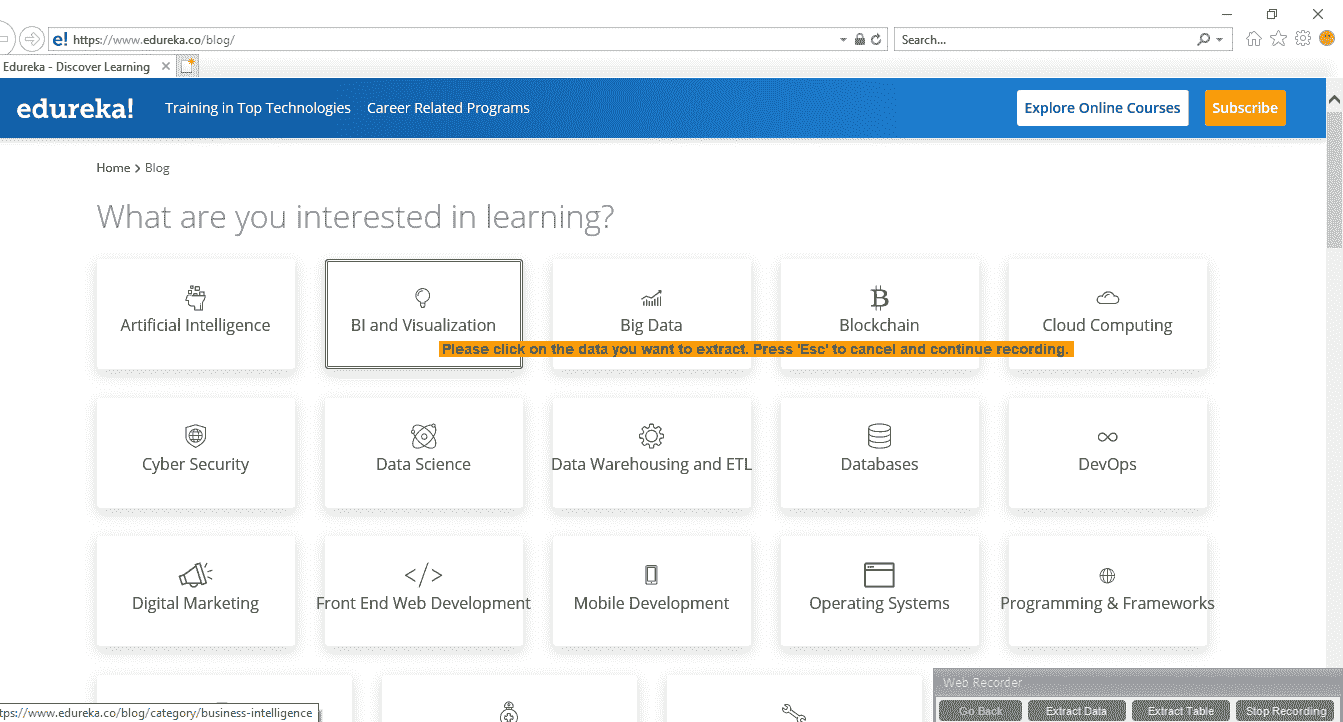 https://www.edureka.co/blog/
Search...
Edureka - Discover Learning
edureka!
Training in Top Technologies
Career Related Programs
Explore Online Courses
Subscribe
Home > Blog
What are you interested in learning?
Artificial Intelligence
BI and Visualization
Big Data
Blockchain
Cloud Computing
Please click on the data you want to extract. Press 'Esc' to cancel and continue recording.
Cyber Security
Data Science
Data Warehousing and ETL
Databases
DevOps
Digital Marketing
Front End Web Development
Mobile Development
Operating Systems
Programming & Frameworks
Web Recorder
tps://www.edureka.co/blog/category/business-intelligence
Go Back
Extract Data
Extract Table
Stop Recording